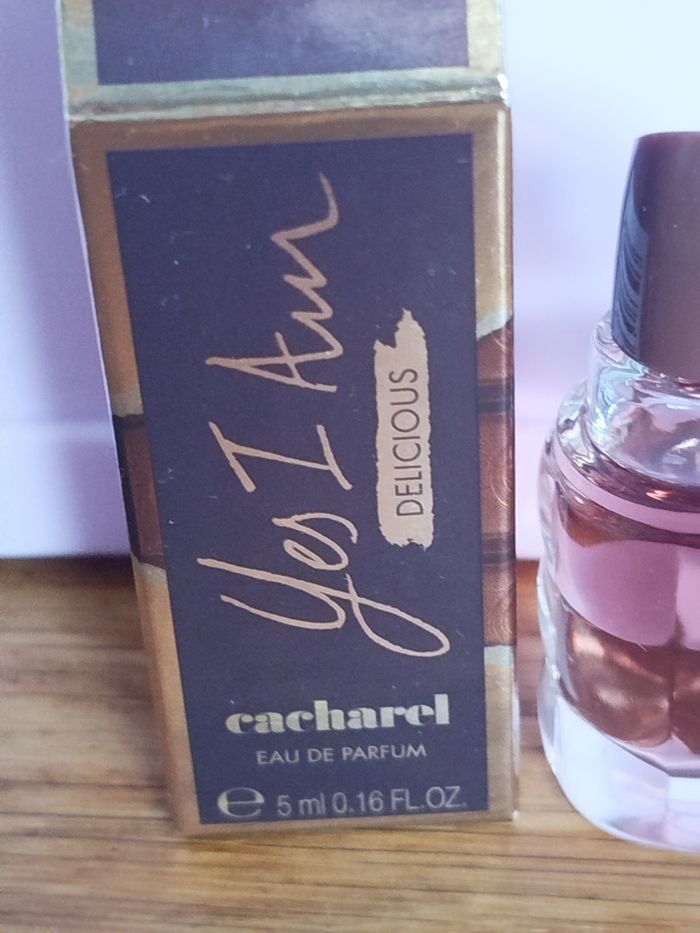 Yes I Am
DELICIOUS
cacharel
EAU DE PARFUM
℮ 5 ml 0.16 FL.OZ.